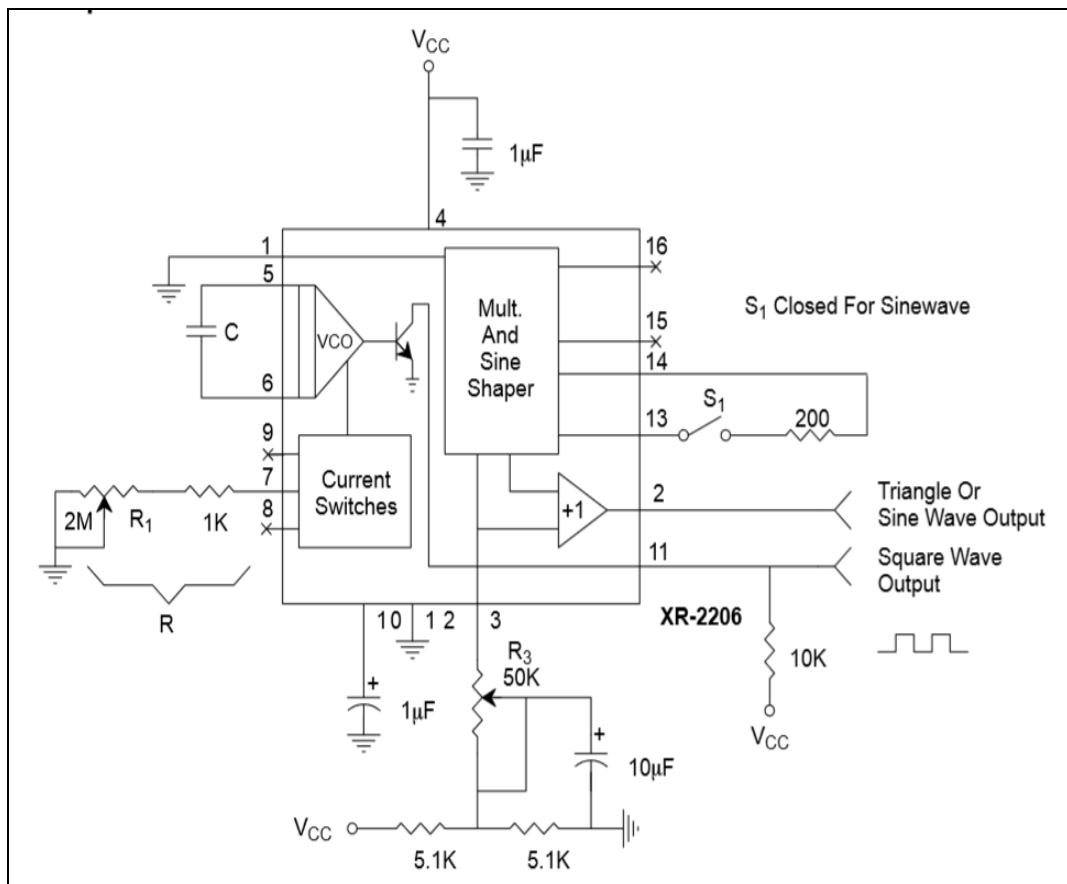 VCC
1μF
4
1
16
5
S1 Closed For Sinewave
Mult.
And
Sine
Shaper
15
C
VCO
14
6
13
S1
200
9
Current
Switches
7
2M
R1
1K
8
+1
2
Triangle Or
Sine Wave Output
11
Square Wave
Output
R
10
1 2
3
XR-2206
R3
50K
10K
+
1μF
+
10μF
VCC
VCC
5.1K
5.1K